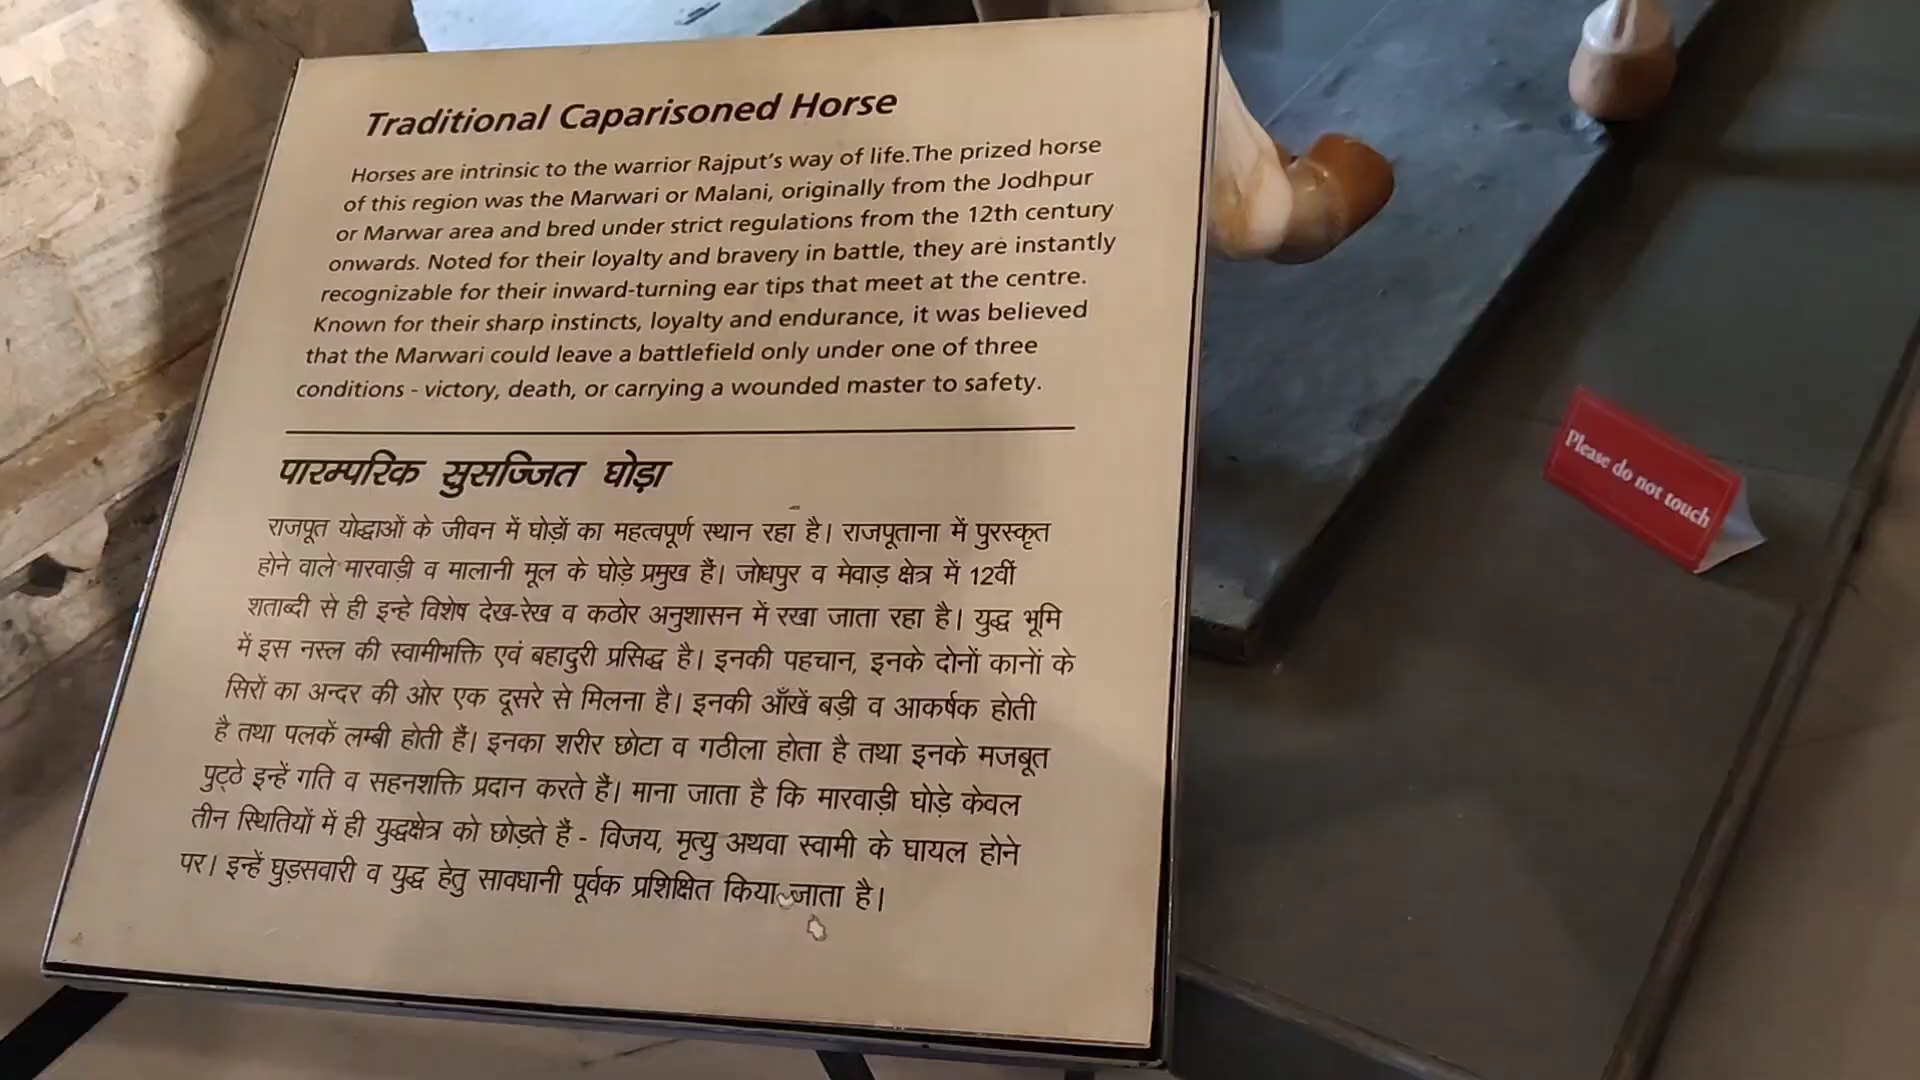 Traditional Caparisoned Horse
Horses are intrinsic to the warrior Rajput's way of life.The prized horse
of this region was the Marwari or Malani, originally from the Jodhpur
or Marwar area and bred under strict regulations from the 12th century
onwards. Noted for their loyalty and bravery in battle, they are instantly
recognizable for their inward-turning ear tips that meet at the centre.
Known for their sharp instincts, loyalty and endurance, it was believed
that the Marwari could leave a battlefield only under one of three
conditions - victory, death, or carrying a wounded master to safety.
पारम्परिक सुसज्जित घोड़ा
राजपूत योद्धाओं के जीवन में घोड़ों का महत्वपूर्ण स्थान रहा है। राजपूताना में पुरस्कृत
होने वाले मारवाड़ी व मालानी मूल के घोड़े प्रमुख हैं। जोधपुर व मेवाड़ क्षेत्र में 12वीं
शताब्दी से ही इन्हे विशेष देख-रेख व कठोर अनुशासन में रखा जाता रहा है। युद्ध भूमि
में इस नस्ल की स्वामीभक्ति एवं बहादुरी प्रसिद्ध है। इनकी पहचान, इनके दोनों कानों के
सिरों का अन्दर की ओर एक दूसरे से मिलना है। इनकी आँखें बड़ी व आकर्षक होती
है तथा पलकें लम्बी होती हैं। इनका शरीर छोटा व गठीला होता है तथा इनके मजबूत
पुट्ठे इन्हें गति व सहनशक्ति प्रदान करते हैं। माना जाता है कि मारवाड़ी घोड़े केवल
तीन स्थितियों में ही युद्धक्षेत्र को छोड़ते हैं - विजय, मृत्यु अथवा स्वामी के घायल होने
पर। इन्हें घुड़सवारी व युद्ध हेतु सावधानी पूर्वक प्रशिक्षित किया जाता है।
Please do not touch